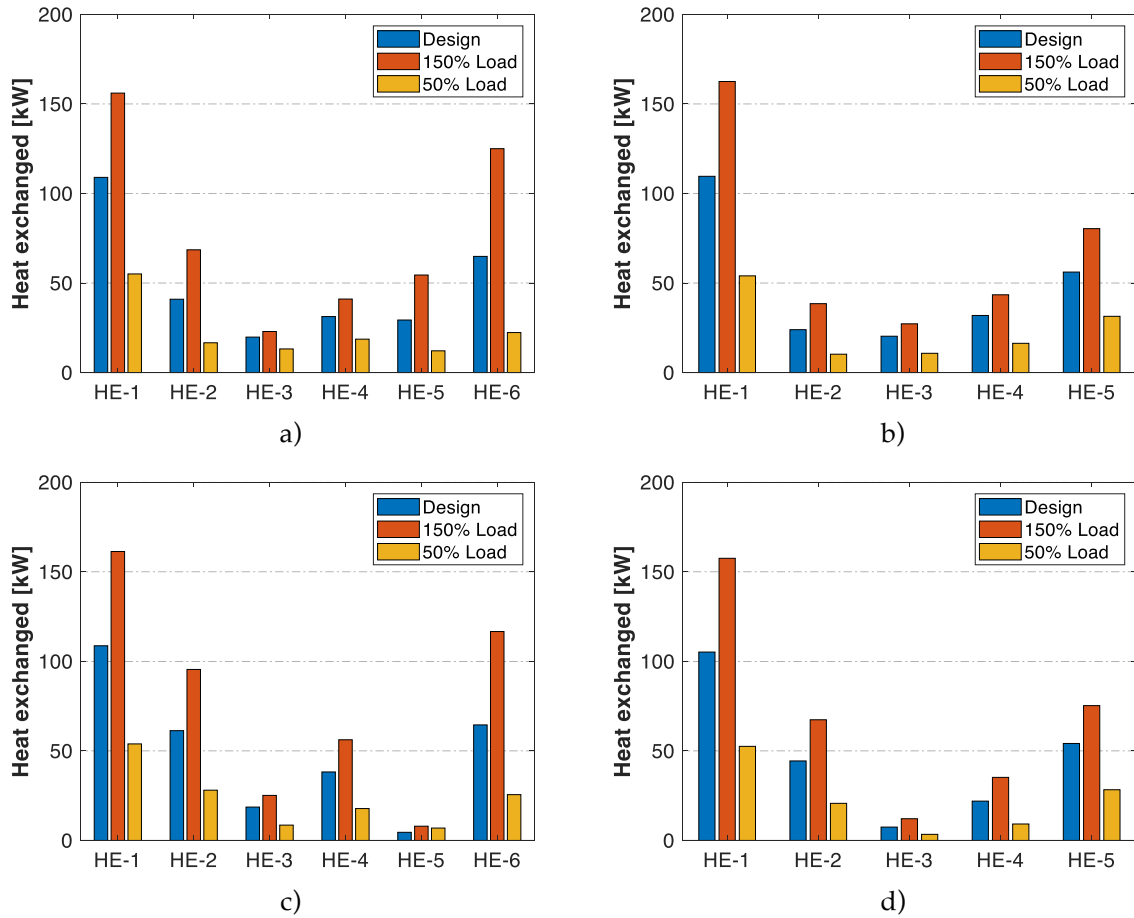 200
150
100
50
0
Heat exchanged [kW]
Design
150% Load
50% Load
HE-1 HE-2 HE-3 HE-4 HE-5 HE-6
a)
200
150
100
50
0
Heat exchanged [kW]
Design
150% Load
50% Load
HE-1 HE-2 HE-3 HE-4 HE-5
b)
200
150
100
50
0
Heat exchanged [kW]
Design
150% Load
50% Load
HE-1 HE-2 HE-3 HE-4 HE-5 HE-6
c)
200
150
100
50
0
Heat exchanged [kW]
Design
150% Load
50% Load
HE-1 HE-2 HE-3 HE-4 HE-5
d)